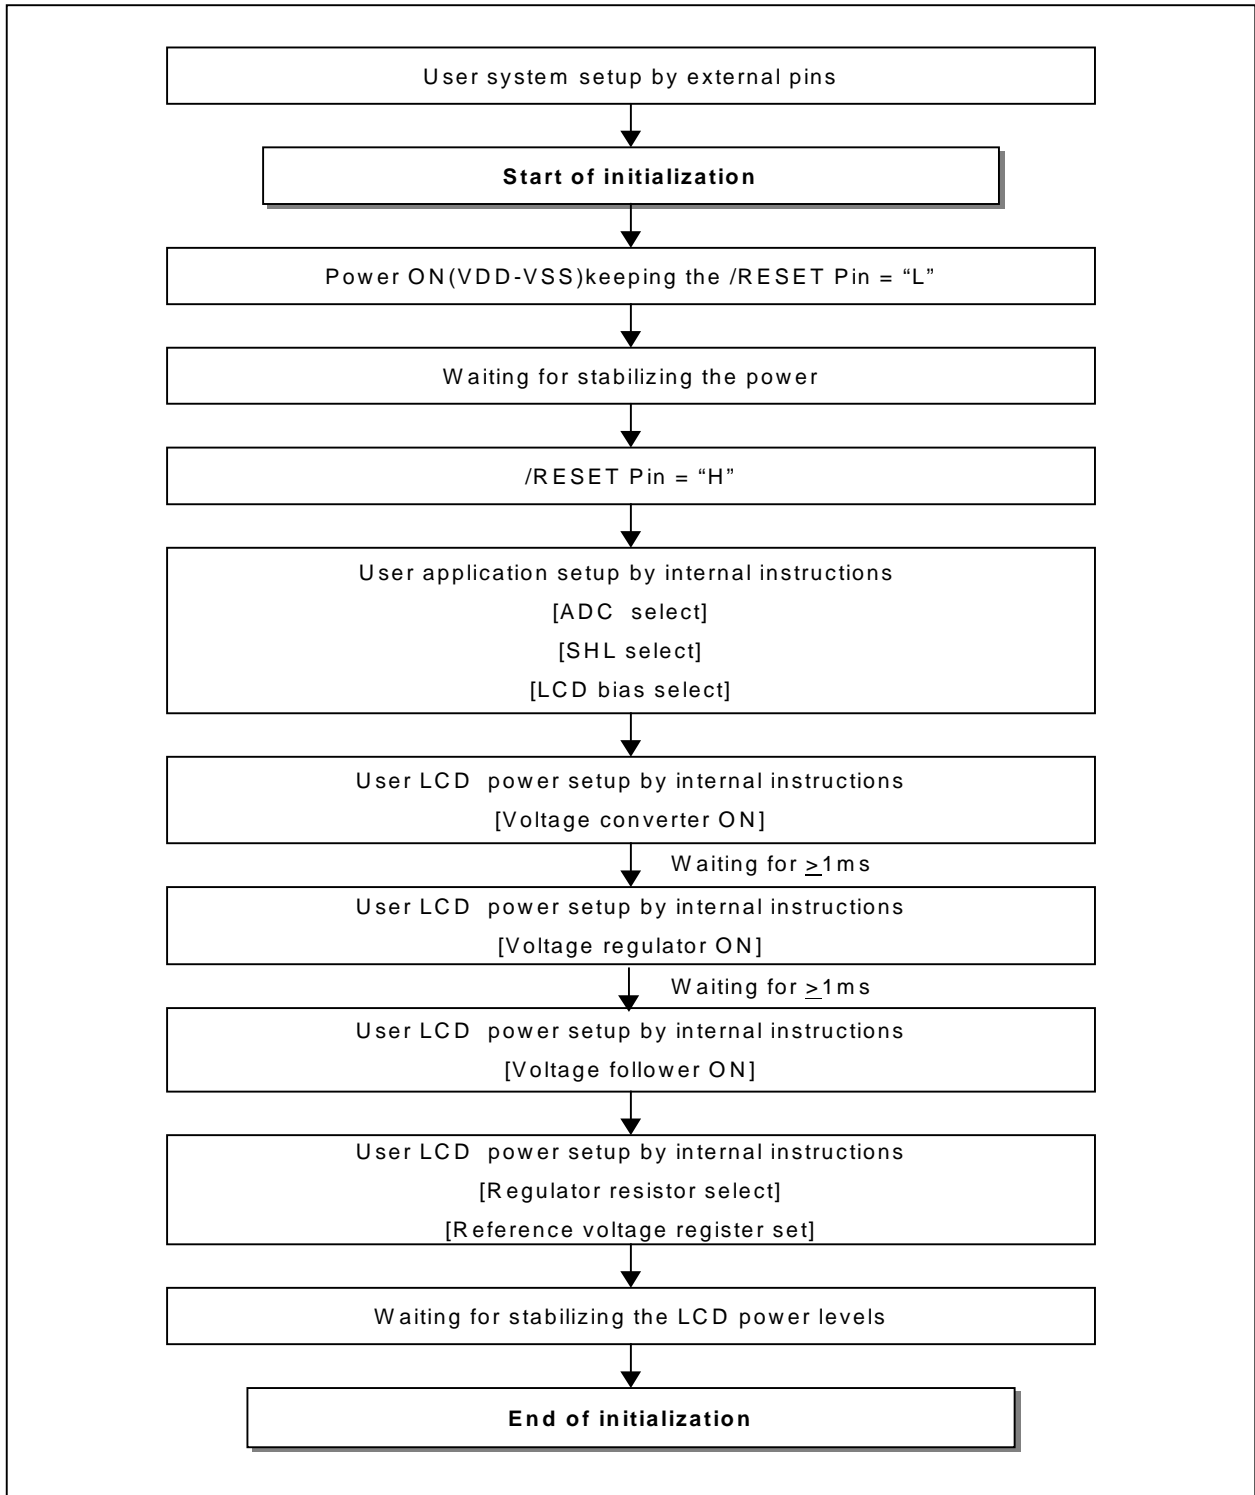 User system setup by external pins
Start of initialization
Power ON(VDD-VSS)keeping the /RESET Pin = “L”
Waiting for stabilizing the power
/RESET Pin = “H”
User application setup by internal instructions
[ADC select]
[SHL select]
[LCD bias select]
User LCD power setup by internal instructions
[Voltage converter ON]
Waiting for ≥1ms
User LCD power setup by internal instructions
[Voltage regulator ON]
Waiting for ≥1ms
User LCD power setup by internal instructions
[Voltage follower ON]
User LCD power setup by internal instructions
[Regulator resistor select]
[Reference voltage register set]
Waiting for stabilizing the LCD power levels
End of initialization